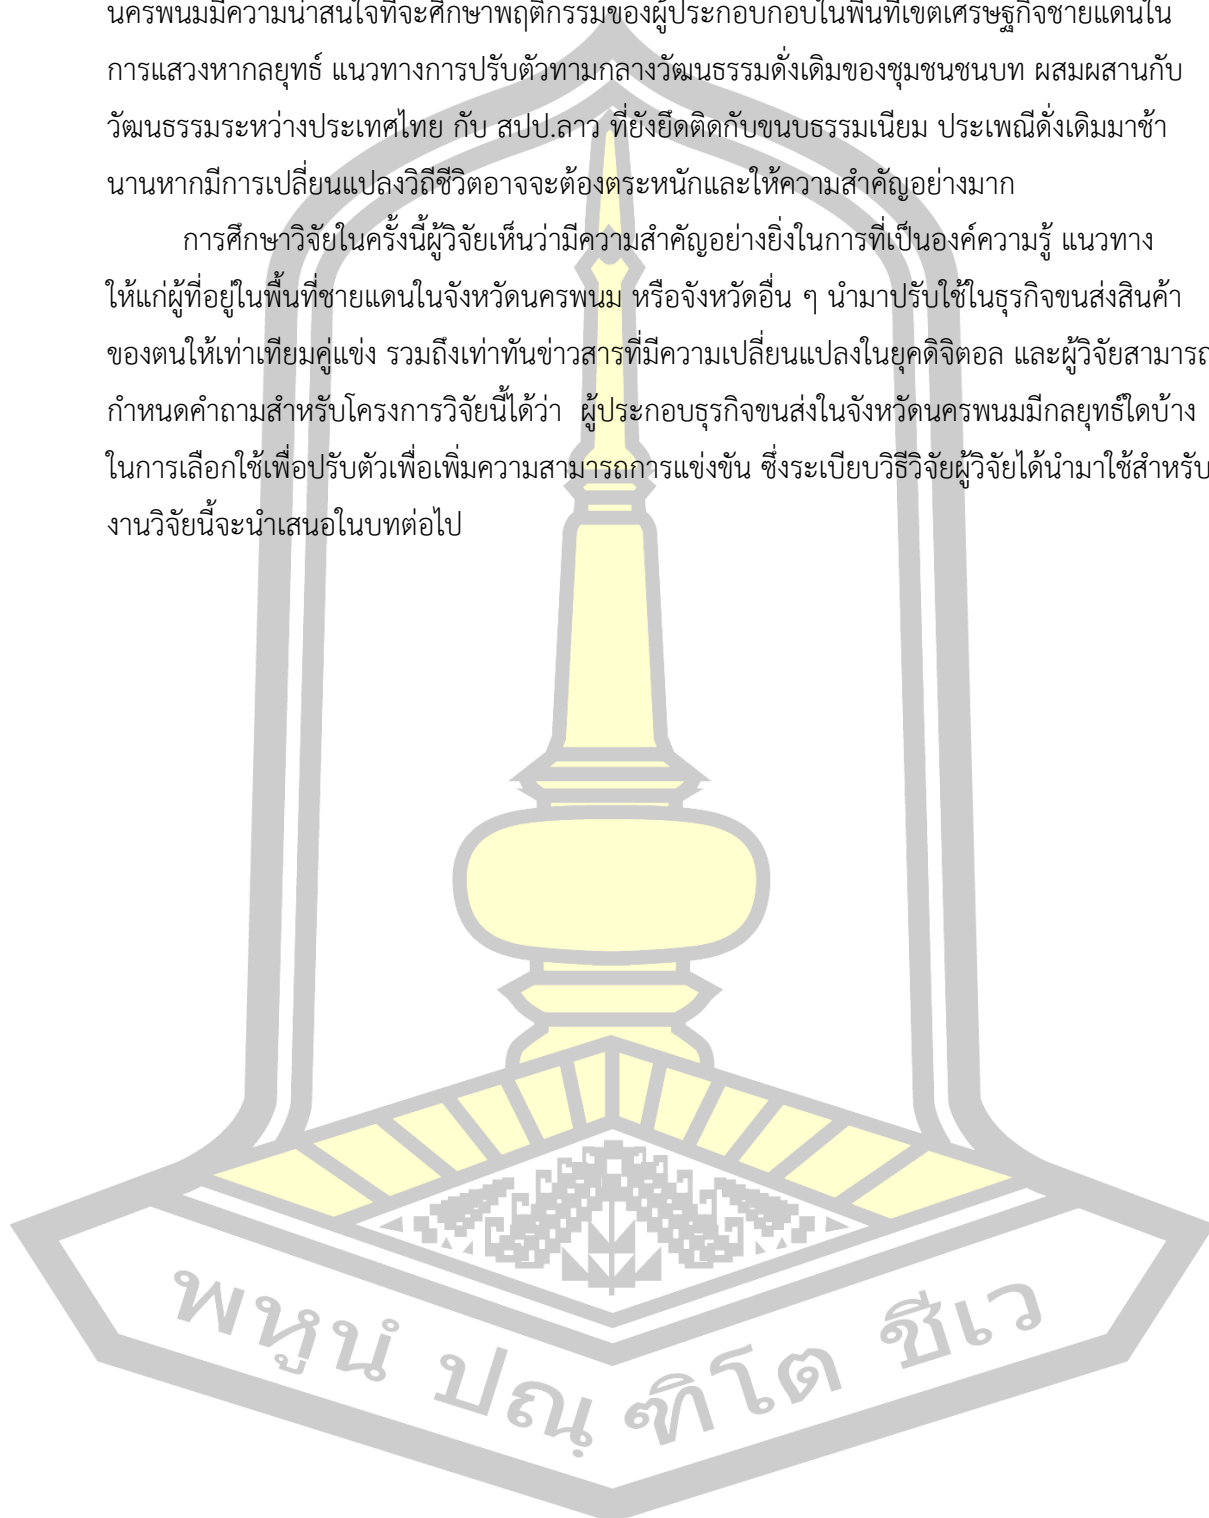 นครพนมมีความน่าสนใจที่จะศึกษาพฤติกรรมของผู้ประกอบกอบในพื้นที่เขตเศรษฐกิจชายแดนใน
การแสวงหากลยุทธ์ แนวทางการปรับตัวทามกลางวัฒนธรรมดั่งเดิมของชุมชนชนบท ผสมผสานกับ
วัฒนธรรมระหว่างประเทศไทย กับ สปป.ลาว ที่ยังยึดติดกับขนบธรรมเนียม ประเพณีดั่งเดิมมาช้า
นานหากมีการเปลี่ยนแปลงวิถีชีวิตอาจจะต้องตระหนักและให้ความสำคัญอย่างมาก
การศึกษาวิจัยในครั้งนี้ผู้วิจัยเห็นว่ามีความสำคัญอย่างยิ่งในการที่เป็นองค์ความรู้ แนวทาง
ให้แก่ผู้ที่อยู่ในพื้นที่ชายแดนในจังหวัดนครพนม หรือจังหวัดอื่น ๆ นำมาปรับใช้ในธุรกิจขนส่งสินค้า
ของตนให้เท่าเทียมคู่แข่ง รวมถึงเท่าทันข่าวสารที่มีความเปลี่ยนแปลงในยุคดิจิตอล และผู้วิจัยสามารถ
กำหนดคำถามสำหรับโครงการวิจัยนี้ได้ว่า ผู้ประกอบธุรกิจขนส่งในจังหวัดนครพนมมีกลยุทธ์ใดบ้าง
ในการเลือกใช้เพื่อปรับตัวเพื่อเพิ่มความสามารถการแข่งขัน ซึ่งระเบียบวิธีวิจัยผู้วิจัยได้นำมาใช้สำหรับ
งานวิจัยนี้จะนำเสนอในบทต่อไป
พหูนํ ปณฺฑิโต ชีเว